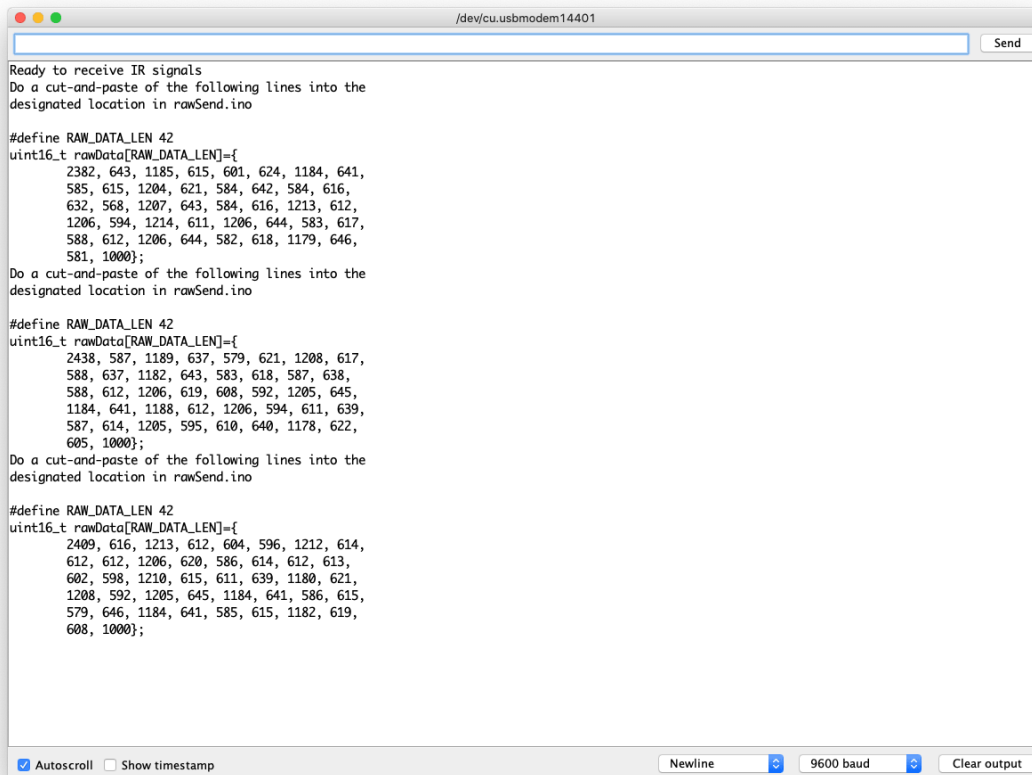 /dev/cu.usbmodem14401
Send
Ready to receive IR signals
Do a cut-and-paste of the following lines into the
designated location in rawSend.ino
#define RAW_DATA_LEN 42
uint16_t rawData[RAW_DATA_LEN]={
2382, 643, 1185, 615, 601, 624, 1184, 641,
585, 615, 1204, 621, 584, 642, 584, 616,
632, 568, 1207, 643, 584, 616, 1213, 612,
1206, 594, 1214, 611, 1206, 644, 583, 617,
588, 612, 1206, 644, 582, 618, 1179, 646,
581, 1000};
Do a cut-and-paste of the following lines into the
designated location in rawSend.ino
#define RAW_DATA_LEN 42
uint16_t rawData[RAW_DATA_LEN]={
2438, 587, 1189, 637, 579, 621, 1208, 617,
588, 637, 1182, 643, 583, 618, 587, 638,
588, 612, 1206, 619, 608, 592, 1205, 645,
1184, 641, 1188, 612, 1206, 594, 611, 639,
587, 614, 1205, 595, 610, 640, 1178, 622,
605, 1000};
Do a cut-and-paste of the following lines into the
designated location in rawSend.ino
#define RAW_DATA_LEN 42
uint16_t rawData[RAW_DATA_LEN]={
2409, 616, 1213, 612, 604, 596, 1212, 614,
612, 612, 1206, 620, 586, 614, 612, 613,
602, 598, 1210, 615, 611, 639, 1180, 621,
1208, 592, 1205, 645, 1184, 641, 586, 615,
579, 646, 1184, 641, 585, 615, 1182, 619,
608, 1000};
Autoscroll Show timestamp Newline 9600 baud Clear output